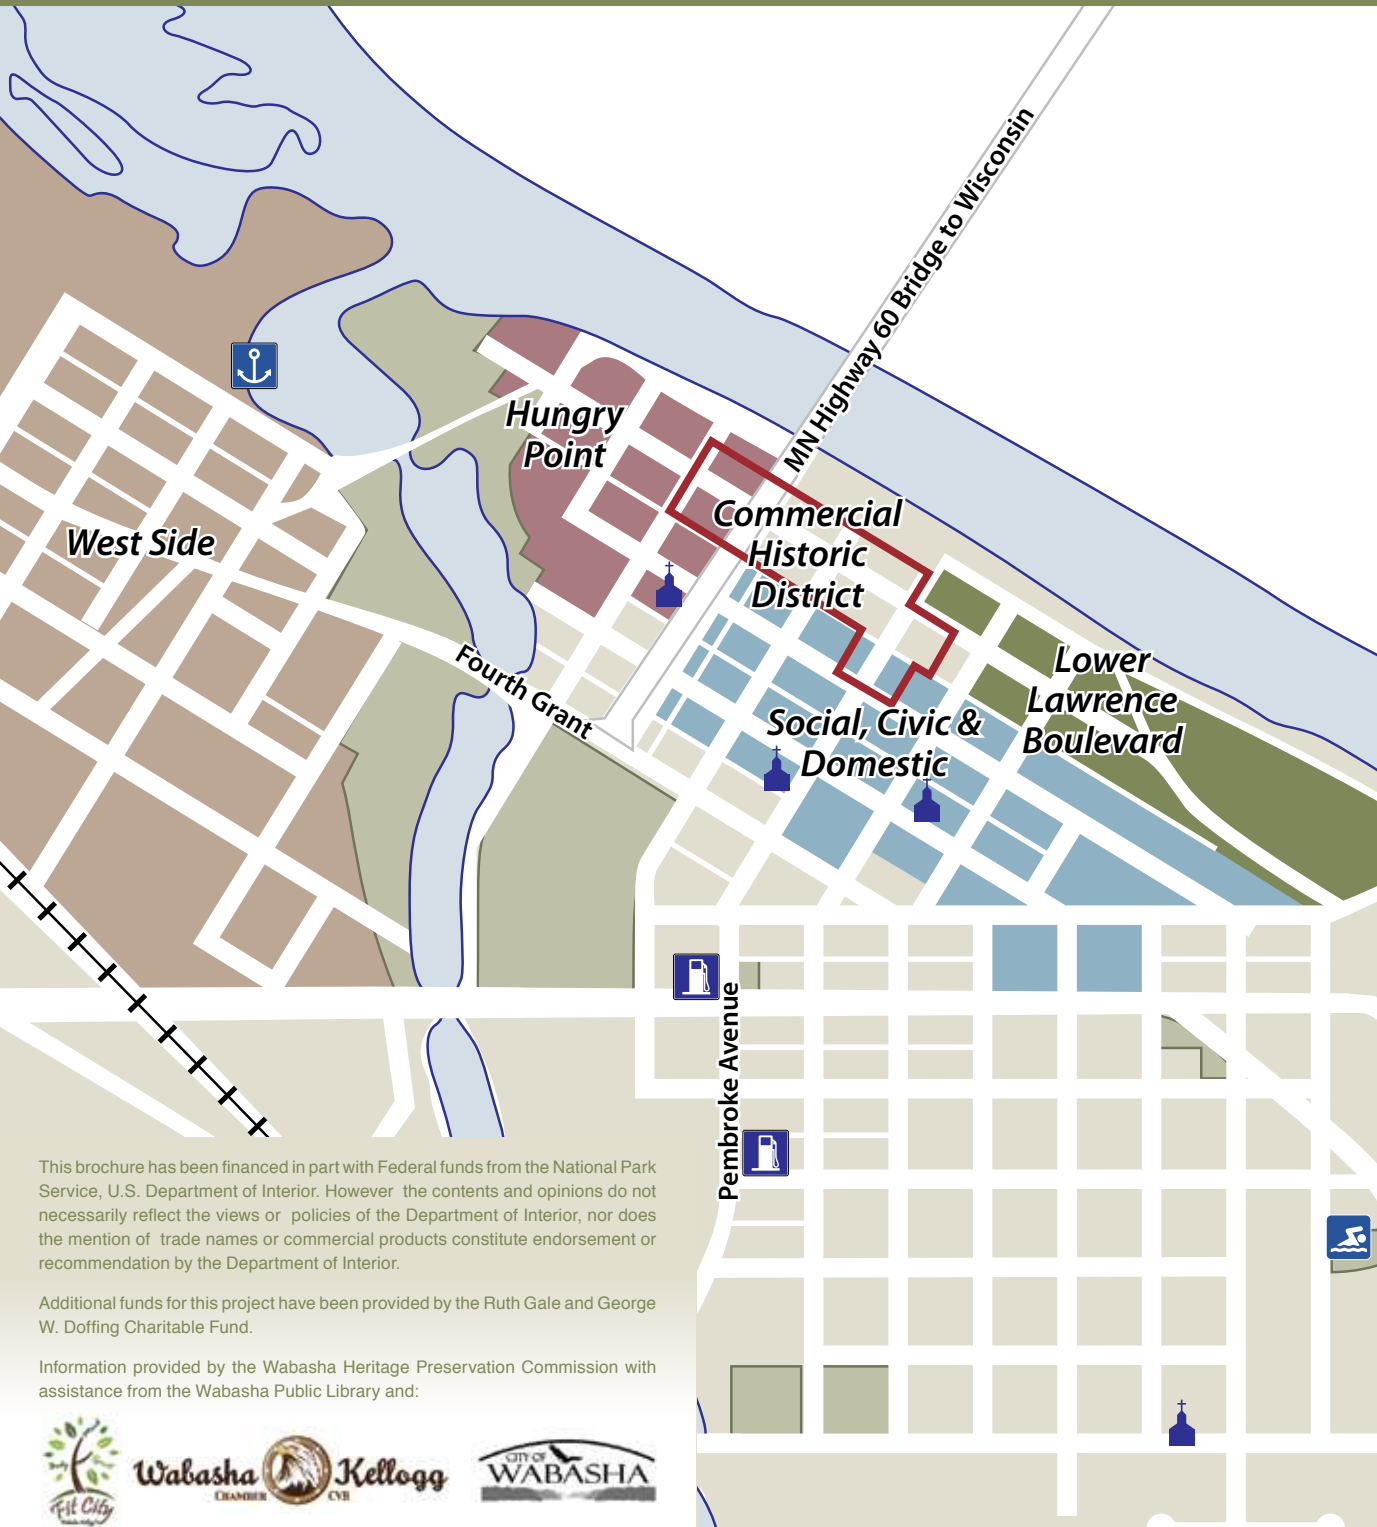 MN Highway 60 Bridge to Wisconsin
Hungry
Point
Commercial
Historic
District
West Side
Lower
Lawrence
Boulevard
Fourth Grant
Social, Civic &
Domestic
Pembroke Avenue
This brochure has been financed in part with Federal funds from the National Park
Service, U.S. Department of Interior. However the contents and opinions do not
necessarily reflect the views or policies of the Department of Interior, nor does
the mention of trade names or commercial products constitute endorsement or
recommendation by the Department of Interior.
Additional funds for this project have been provided by the Ruth Gale and George
W. Doffing Charitable Fund.
Information provided by the Wabasha Heritage Preservation Commission with
assistance from the Wabasha Public Library and:
Fit City
Wabasha Kellogg
CHAMBER CVB
CITY OF
WABASHA